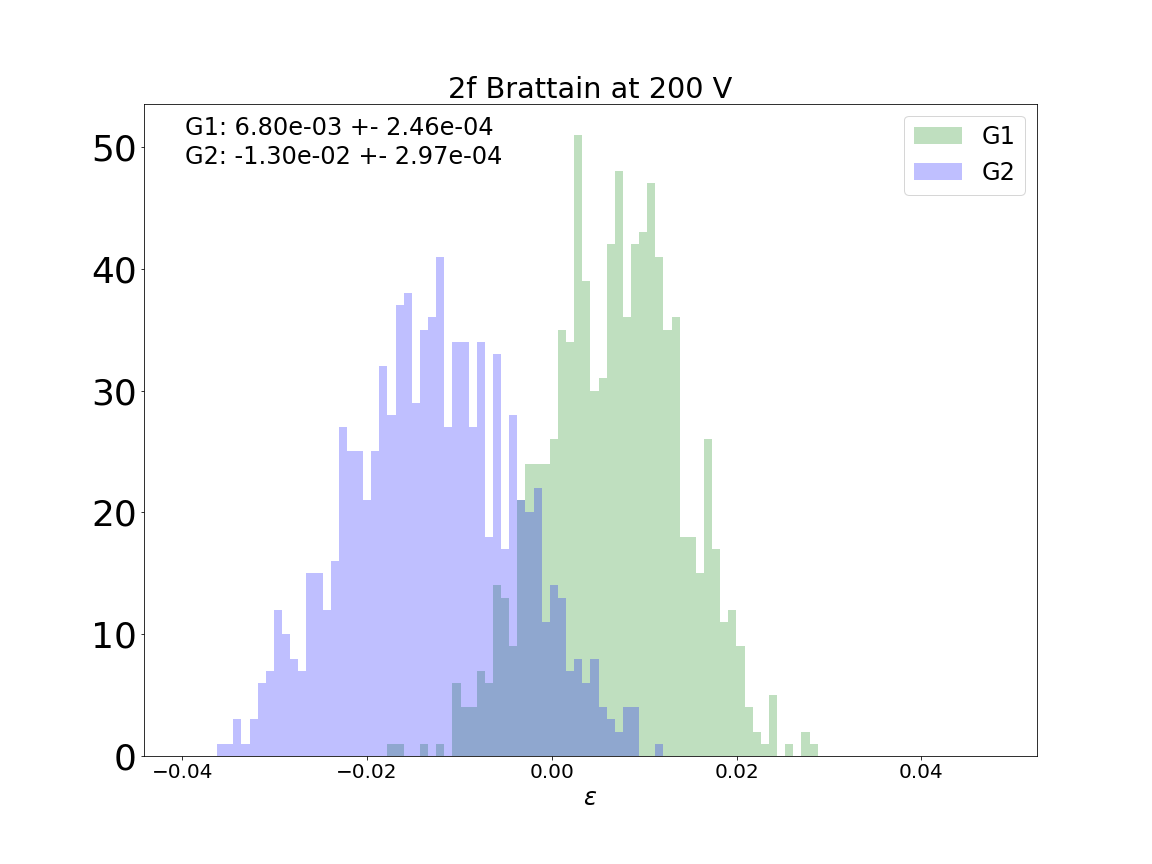 2f Brattain at 200 V
G1: 6.80e-03 +- 2.46e-04
G2: -1.30e-02 +- 2.97e-04
G1
G2
50
40
30
20
10
0
−0.04 −0.02 0.00 0.02 0.04
ε